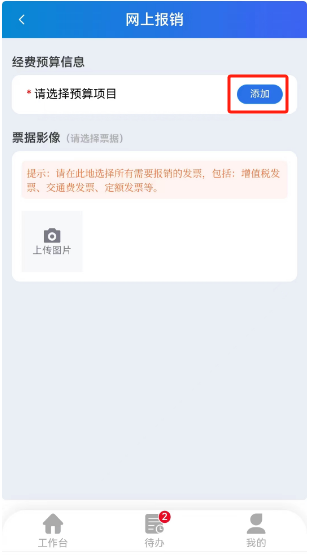 网上报销
经费预算信息
*请选择预算项目
添加
票据影像（请选择票据）
提示：请在此地选择所有需要报销的发票，包括：增值税发
票、交通费发票、定额发票等。
上传图片
2
工作台
待办
我的